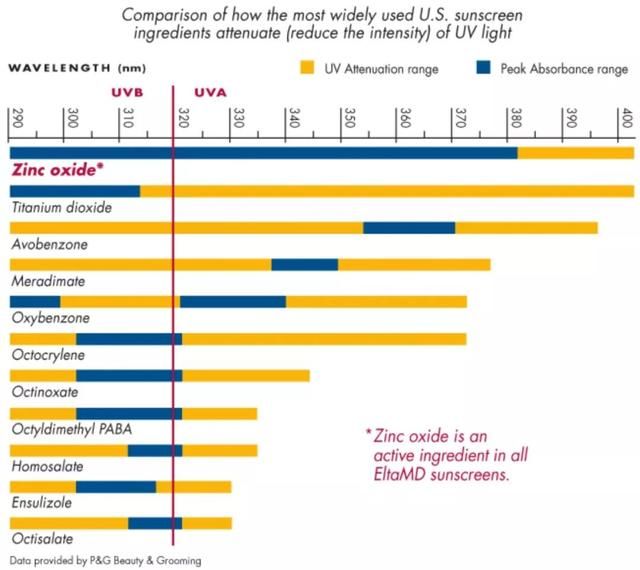 Comparison of how the most widely used U.S. sunscreen
ingredients attenuate (reduce the intensity) of UV light
WAVELENGTH (nm)
UV Attenuation range
Peak Absorbance range
UVB
UVA
290 300 310 320 330 340 350 360 370 380 390 400
Zinc oxide*
Titanium dioxide
Avobenzone
Meradimate
Oxybenzone
Octocrylene
Octinoxate
Octyldimethyl PABA
Homosalate
Ensulizole
Octisalate
*Zinc oxide is an
active ingredient in all
EltaMD sunscreens.
Data provided by P&G Beauty & Grooming